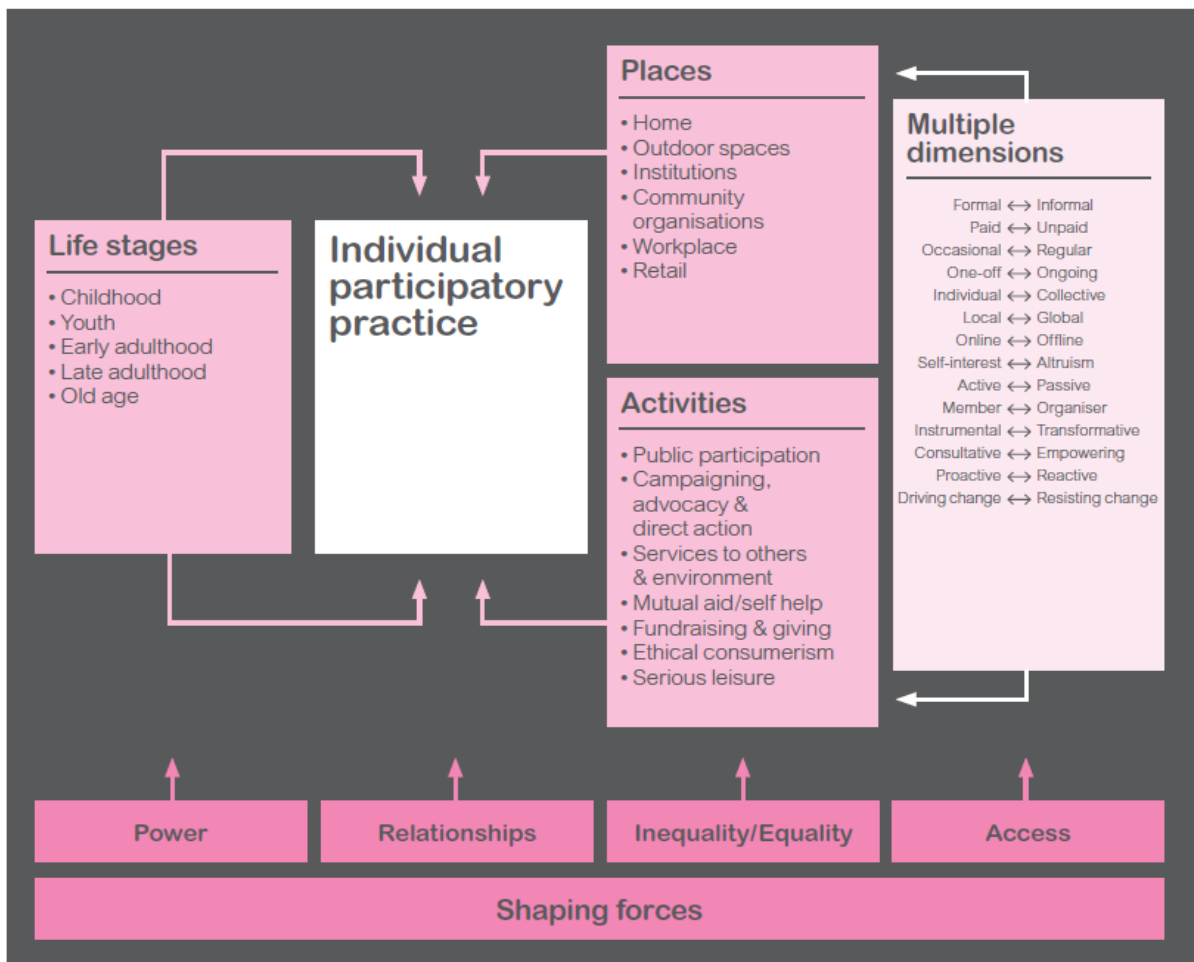 Places
• Home
• Outdoor spaces
• Institutions
• Community
organisations
• Workplace
• Retail
Multiple
dimensions
Formal ↔ Informal
Paid ↔ Unpaid
Occasional ↔ Regular
One-off ↔ Ongoing
Individual ↔ Collective
Local ↔ Global
Online ↔ Offline
Self-interest ↔ Altruism
Active ↔ Passive
Member ↔ Organiser
Instrumental ↔ Transformative
Consultative ↔ Empowering
Proactive ↔ Reactive
Driving change ↔ Resisting change
Life stages
• Childhood
• Youth
• Early adulthood
• Late adulthood
• Old age
Individual
participatory
practice
Activities
• Public participation
• Campaigning,
advocacy &
direct action
• Services to others
& environment
• Mutual aid/self help
• Fundraising & giving
• Ethical consumerism
• Serious leisure
Power
Relationships
Inequality/Equality
Access
Shaping forces